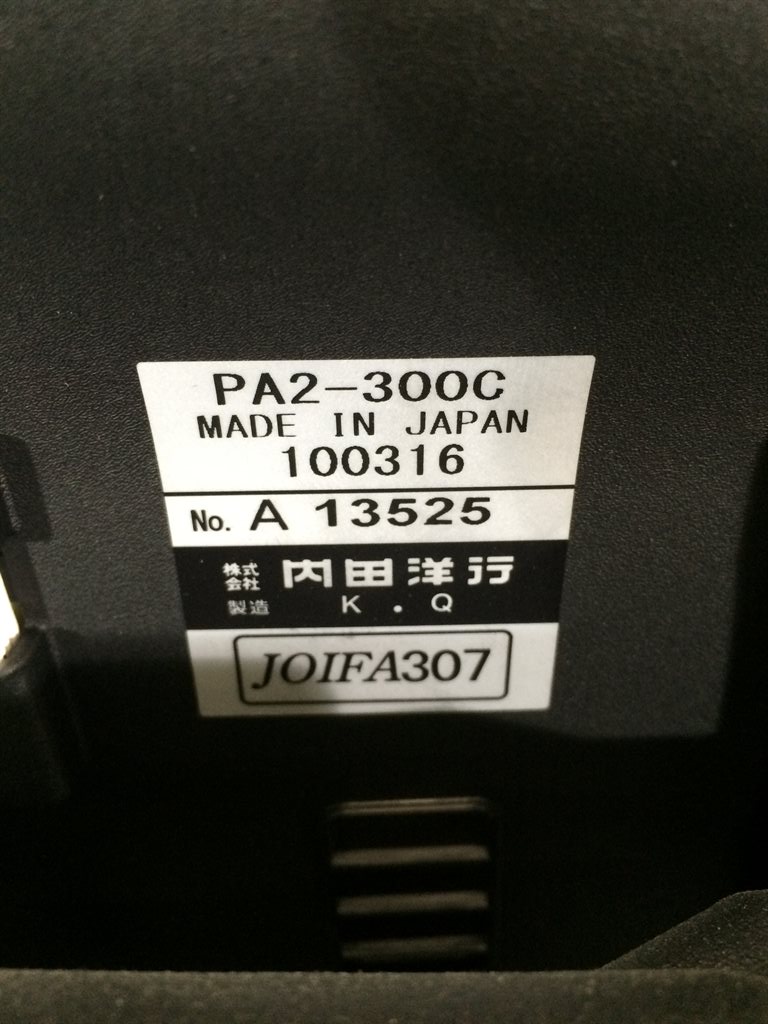 PA2-300C
MADE IN JAPAN
100316
No. A 13525
株式会社 内田洋行
製造 K.Q
JOIFA307